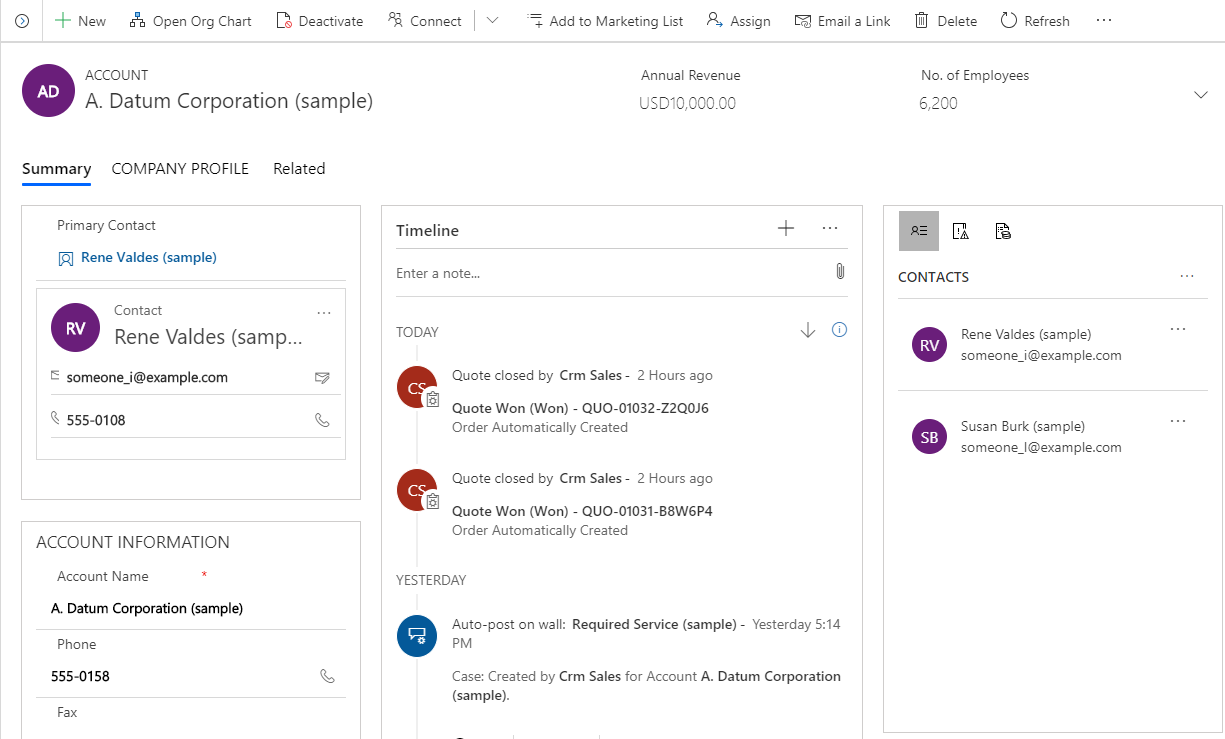 New Open Org Chart Deactivate Connect Add to Marketing List Assign Email a Link Delete Refresh
AD
ACCOUNT
A. Datum Corporation (sample)
Annual Revenue
USD10,000.00
No. of Employees
6,200
Summary COMPANY PROFILE Related
Primary Contact
Rene Valdes (sample)
RV
Contact
Rene Valdes (samp...
someone_i@example.com
555-0108
ACCOUNT INFORMATION
Account Name *
A. Datum Corporation (sample)
Phone
555-0158
Fax
Timeline
Enter a note...
TODAY
CS
Quote closed by Crm Sales - 2 Hours ago
Quote Won (Won) - QUO-01032-Z2Q0J6
Order Automatically Created
CS
Quote closed by Crm Sales - 2 Hours ago
Quote Won (Won) - QUO-01031-B8W6P4
Order Automatically Created
YESTERDAY
Auto-post on wall: Required Service (sample) - Yesterday 5:14
PM
Case: Created by Crm Sales for Account A. Datum Corporation
(sample).
CONTACTS
RV
Rene Valdes (sample)
someone_i@example.com
SB
Susan Burk (sample)
someone_l@example.com